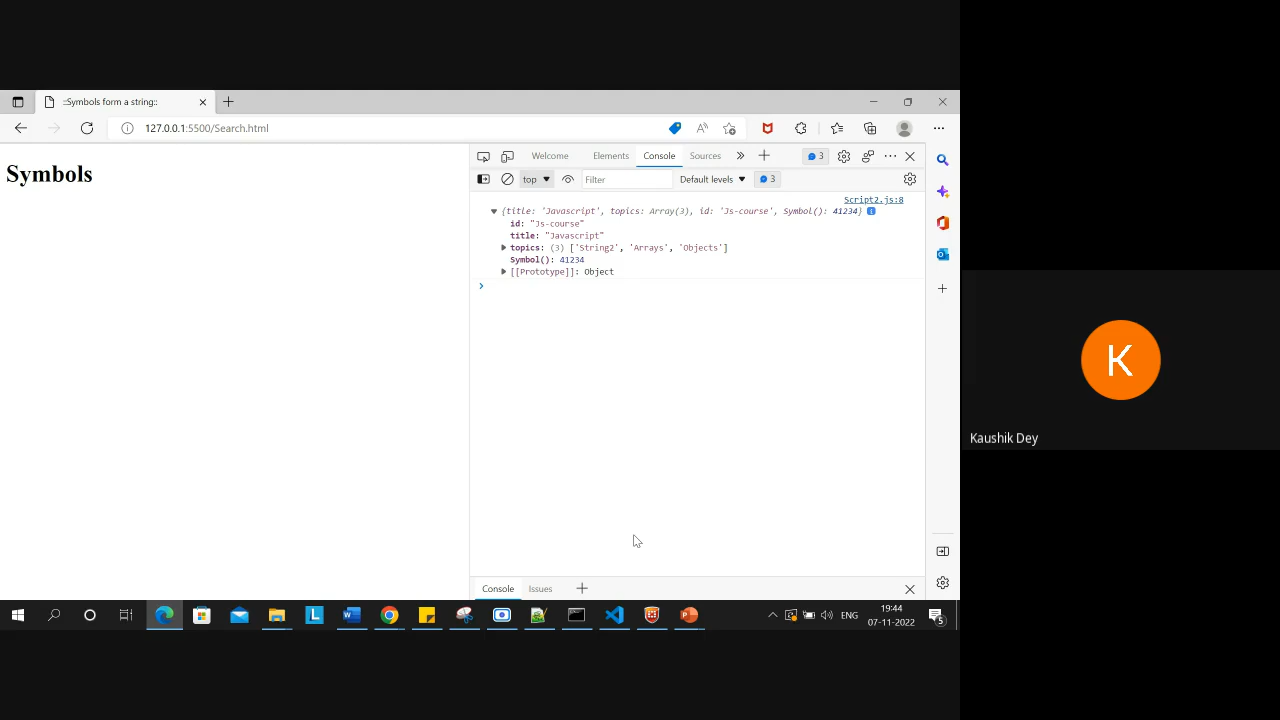 ::Symbols form a string::
127.0.0.1:5500/Search.html
Symbols
Welcome Elements Console Sources 3
top Filter Default levels 3
Script2.js:8
{title: 'Javascript', topics: Array(3), id: 'Js-course', Symbol(): 41234} i
id: "Js-course"
title: "Javascript"
topics: (3) ['String2', 'Arrays', 'Objects']
Symbol(): 41234
[[Prototype]]: Object
Console Issues
K
Kaushik Dey
L
ENG
19:44
07-11-2022
5